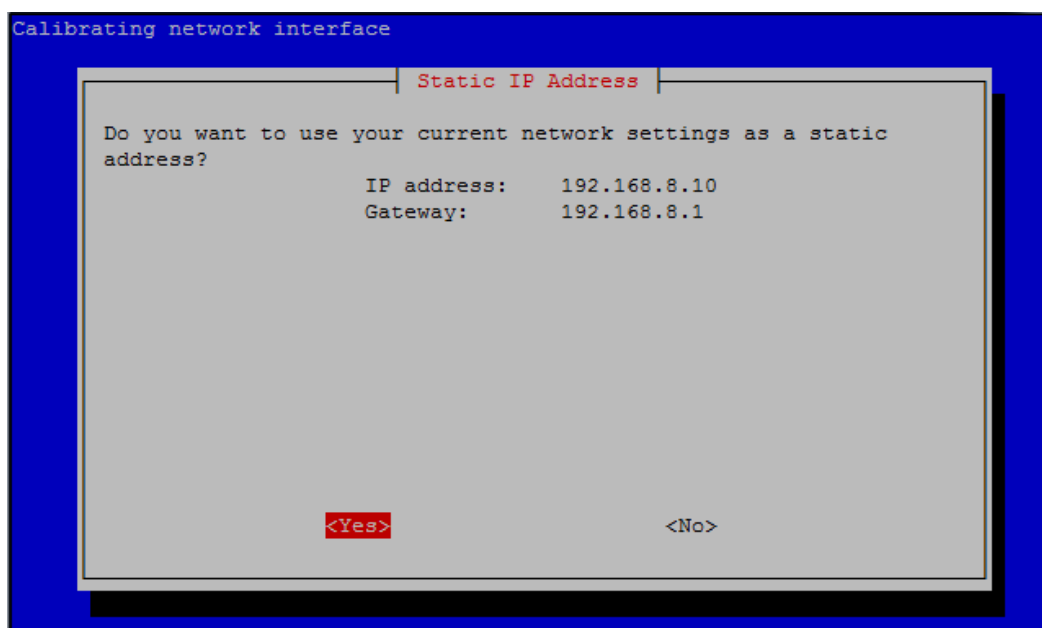 Calibrating network interface
Static IP Address
Do you want to use your current network settings as a static
address?
IP address: 192.168.8.10
Gateway: 192.168.8.1
<Yes> <No>